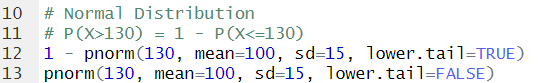 10 # Normal Distribution
11 # P(X>130) = 1 - P(X<=130)
12 1 - pnorm(130, mean=100, sd=15, lower.tail=TRUE)
13 pnorm(130, mean=100, sd=15, lower.tail=FALSE)